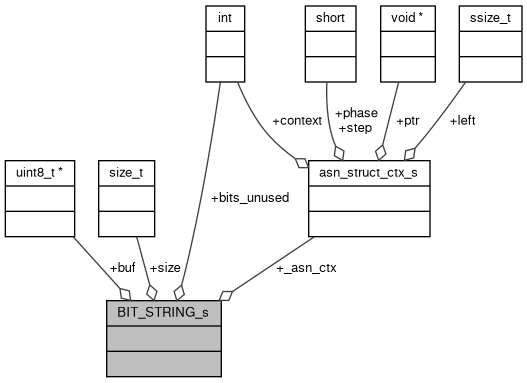 int
short
void *
ssize_t
+phase
+step
+context
+ptr
+left
uint8_t *
size_t
asn_struct_ctx_s
+bits_unused
+buf
+size
+_asn_ctx
BIT_STRING_s